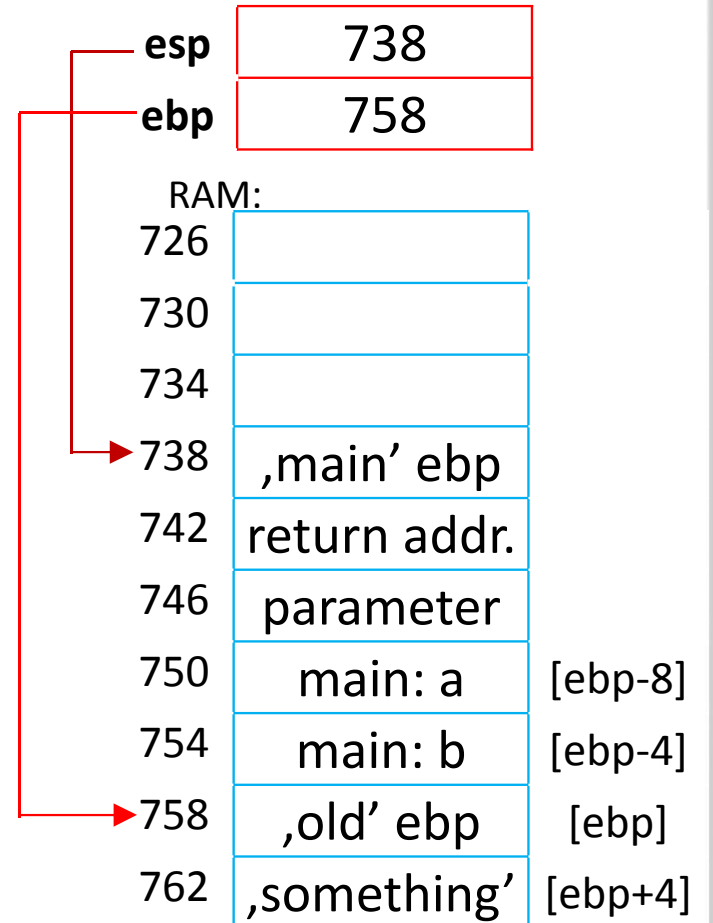 esp 738
ebp 758
RAM:
726
730
734
738 ‚main’ ebp
742 return addr.
746 parameter
750 main: a [ebp-8]
754 main: b [ebp-4]
758 ‚old’ ebp [ebp]
762 ‚something’ [ebp+4]